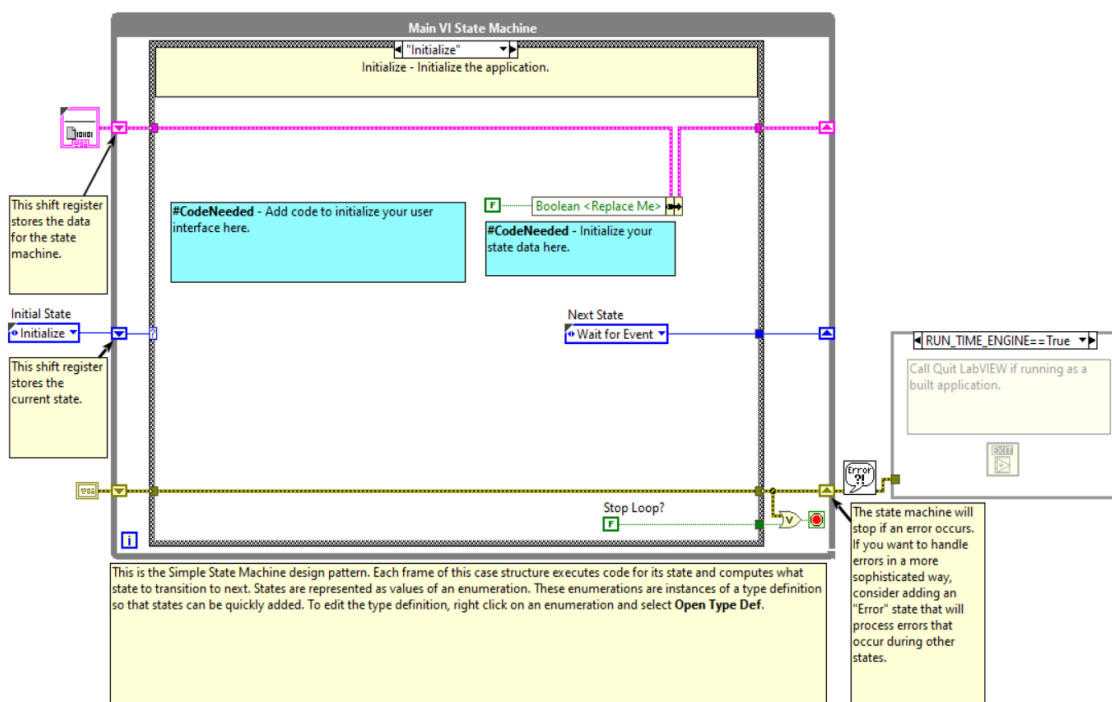 Main VI State Machine
"Initialize"
Initialize - Initialize the application.
This shift register
stores the data
for the state
machine.
#CodeNeeded - Add code to initialize your user
interface here.
F
Boolean <Replace Me>
#CodeNeeded - Initialize your
state data here.
Initial State
Initialize
?
Next State
Wait for Event
This shift register
stores the
current state.
RUN_TIME_ENGINE==True
Call Quit LabVIEW if running as a
built application.
EXIT
Error
?!
Stop Loop?
F
V
i
The state machine will
stop if an error occurs.
If you want to handle
errors in a more
sophisticated way,
consider adding an
"Error" state that will
process errors that
occur during other
states.
This is the Simple State Machine design pattern. Each frame of this case structure executes code for its state and computes what
state to transition to next. States are represented as values of an enumeration. These enumerations are instances of a type definition
so that states can be quickly added. To edit the type definition, right click on an enumeration and select Open Type Def.